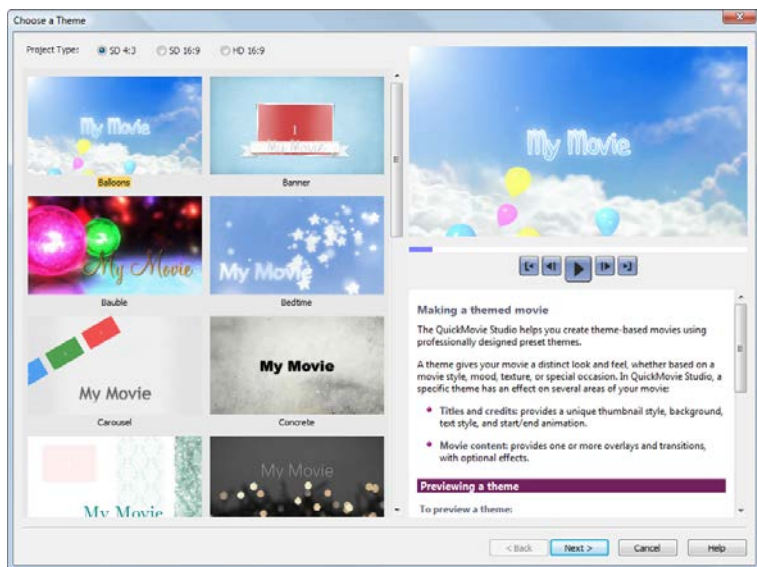 Choose a Theme
Project Type: SD 4:3 SD 16:9 HD 16:9
My Movie
Balloons
My Movie
Banner
My Movie
Bauble
My Movie
Bedtime
My Movie
Carousel
My Movie
Concrete
My Movie
My Movie
My Movie
Making a themed movie
The QuickMovie Studio helps you create theme-based movies using
professionally designed preset themes.
A theme gives your movie a distinct look and feel, whether based on a
movie style, mood, texture, or special occasion. In QuickMovie Studio, a
specific theme has an effect on several areas of your movie:
• Titles and credits: provides a unique thumbnail style, background,
text style, and start/end animation.
• Movie content: provides one or more overlays and transitions,
with optional effects.
Previewing a theme
To preview a theme:
< Back Next > Cancel Help